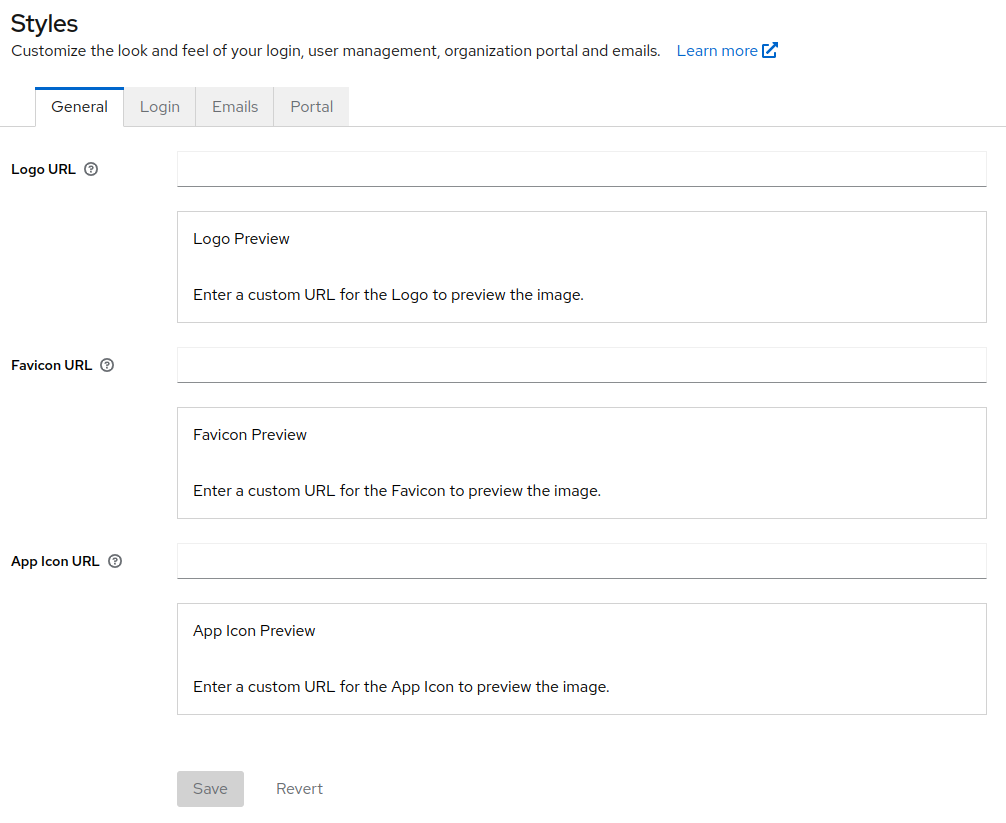 Styles
Customize the look and feel of your login, user management, organization portal and emails. Learn more
General Login Emails Portal
Logo URL
Logo Preview
Enter a custom URL for the Logo to preview the image.
Favicon URL
Favicon Preview
Enter a custom URL for the Favicon to preview the image.
App Icon URL
App Icon Preview
Enter a custom URL for the App Icon to preview the image.
Save Revert